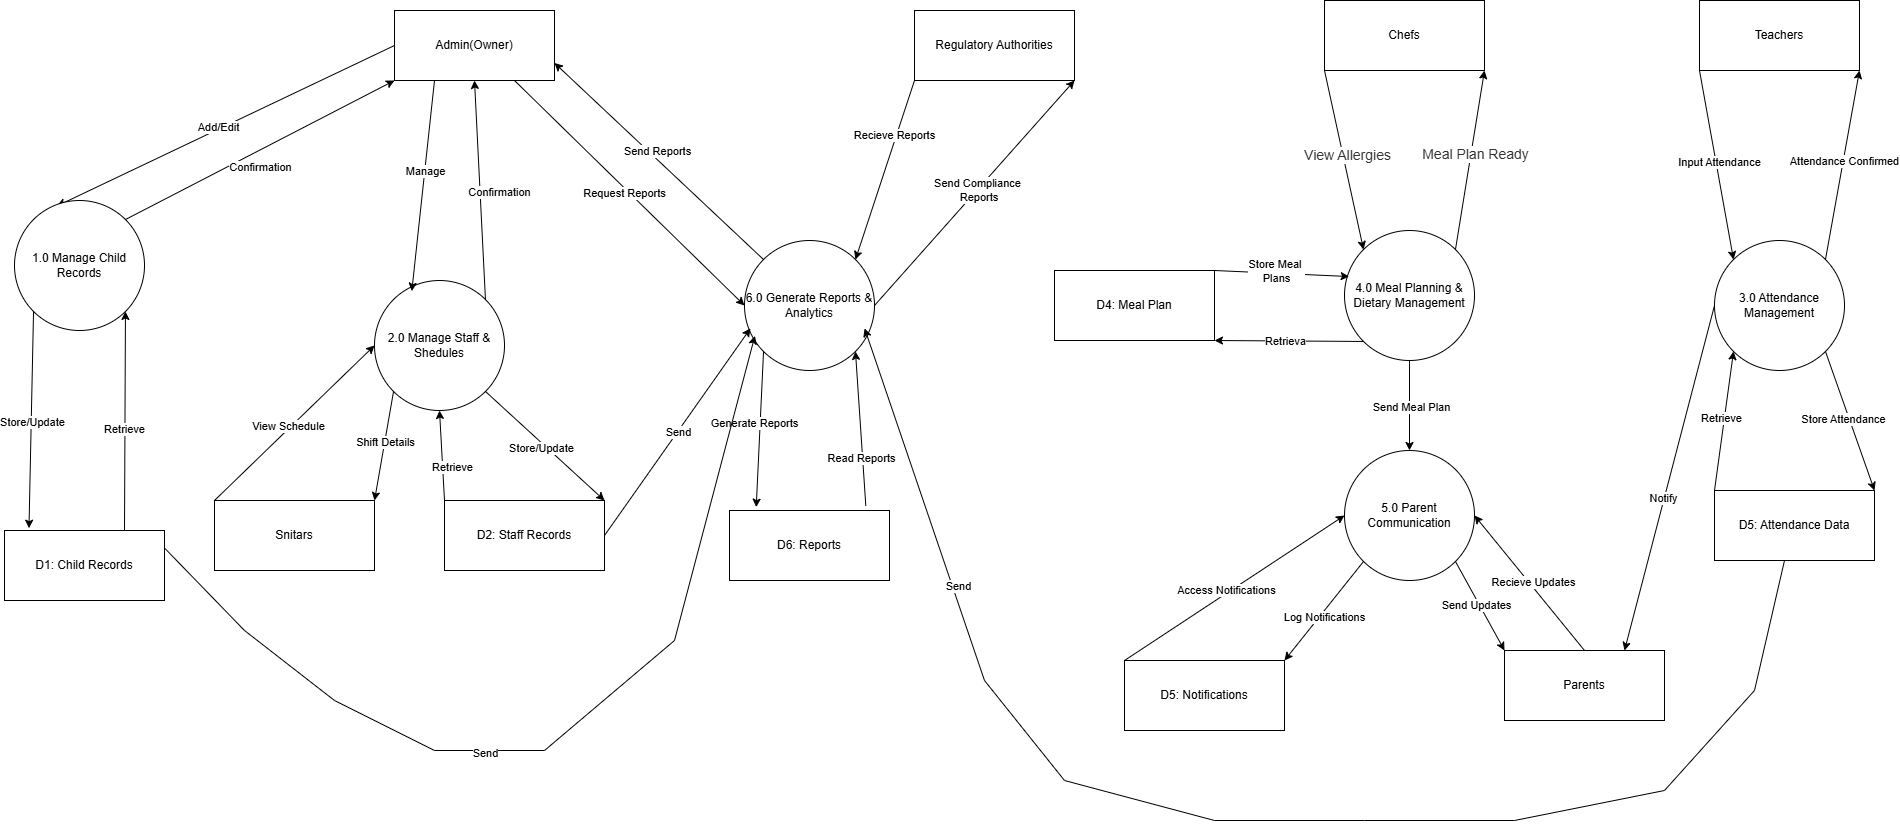 Admin(Owner)
Regulatory Authorities
Chefs
Teachers
Add/Edit
Confirmation
Manage
Confirmation
Send Reports
Request Reports
Recieve Reports
Send Compliance
Reports
View Allergies
Meal Plan Ready
Input Attendance
Attendance Confirmed
1.0 Manage Child
Records
2.0 Manage Staff &
Shedules
6.0 Generate Reports &
Analytics
D4: Meal Plan
Store Meal
Plans
Retrieva
4.0 Meal Planning &
Dietary Management
3.0 Attendance
Management
Store/Update
Retrieve
View Schedule
Shift Details
Retrieve
Store/Update
Send
Generate Reports
Read Reports
Send Meal Plan
Retrieve
Store Attendance
Notify
D1: Child Records
Snitars
D2: Staff Records
D6: Reports
5.0 Parent
Communication
D5: Attendance Data
Send
Access Notifications
Log Notifications
Send Updates
Recieve Updates
D5: Notifications
Parents
Send